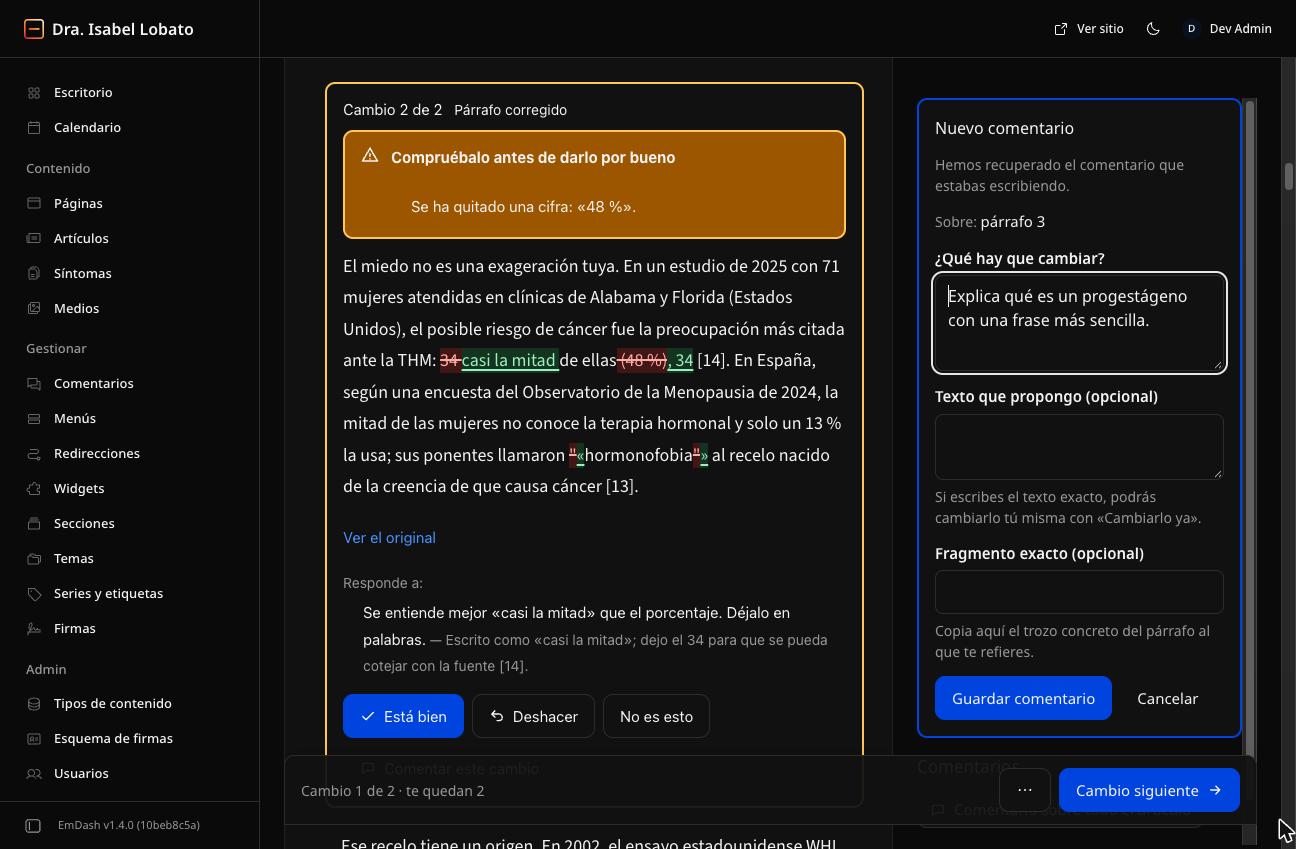 Dra. Isabel Lobato
Ver sitio
D
Dev Admin
Escritorio
Calendario
Contenido
Páginas
Artículos
Síntomas
Medios
Gestionar
Comentarios
Menús
Redirecciones
Widgets
Secciones
Temas
Series y etiquetas
Firmas
Admin
Tipos de contenido
Esquema de firmas
Usuarios
EmDash v1.4.0 (10beb8c5a)
Cambio 2 de 2 Párrafo corregido
Compruébalo antes de darlo por bueno
Se ha quitado una cifra: «48 %».
El miedo no es una exageración tuya. En un estudio de 2025 con 71
mujeres atendidas en clínicas de Alabama y Florida (Estados
Unidos), el posible riesgo de cáncer fue la preocupación más citada
ante la THM: 34 casi la mitad de ellas (48 %), 34 [14]. En España,
según una encuesta del Observatorio de la Menopausia de 2024, la
mitad de las mujeres no conoce la terapia hormonal y solo un 13 %
la usa; sus ponentes llamaron "«hormonofobia"» al recelo nacido
de la creencia de que causa cáncer [13].
Ver el original
Responde a:
Se entiende mejor «casi la mitad» que el porcentaje. Déjalo en
palabras. — Escrito como «casi la mitad»; dejo el 34 para que se pueda
cotejar con la fuente [14].
Está bien
Deshacer
No es esto
Comentar este cambio
Cambio 1 de 2 · te quedan 2
...
Cambio siguiente
Ese recelo tiene un origen. En 2002, el ensayo estadounidense WHI
Nuevo comentario
Hemos recuperado el comentario que
estabas escribiendo.
Sobre: párrafo 3
¿Qué hay que cambiar?
Explica qué es un progestágeno
con una frase más sencilla.
Texto que propongo (opcional)
Si escribes el texto exacto, podrás
cambiarlo tú misma con «Cambiarlo ya».
Fragmento exacto (opcional)
Copia aquí el trozo concreto del párrafo al
que te refieres.
Guardar comentario
Cancelar
Comentarios